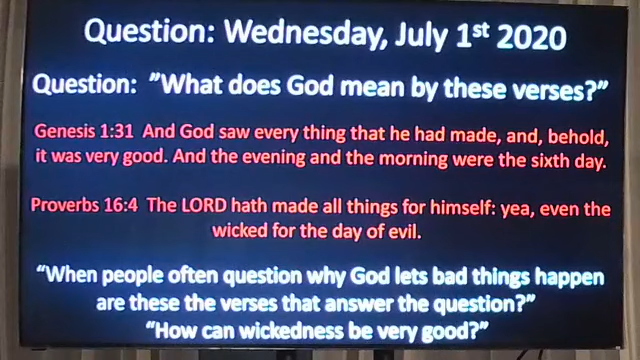 Question: Wednesday, July 1st 2020
Question: "What does God mean by these verses?"
Genesis 1:31 And God saw every thing that he had made, and, behold,
it was very good. And the evening and the morning were the sixth day.
Proverbs 16:4 The LORD hath made all things for himself: yea, even the
wicked for the day of evil.
"When people often question why God lets bad things happen
are these the verses that answer the question?"
"How can wickedness be very good?"